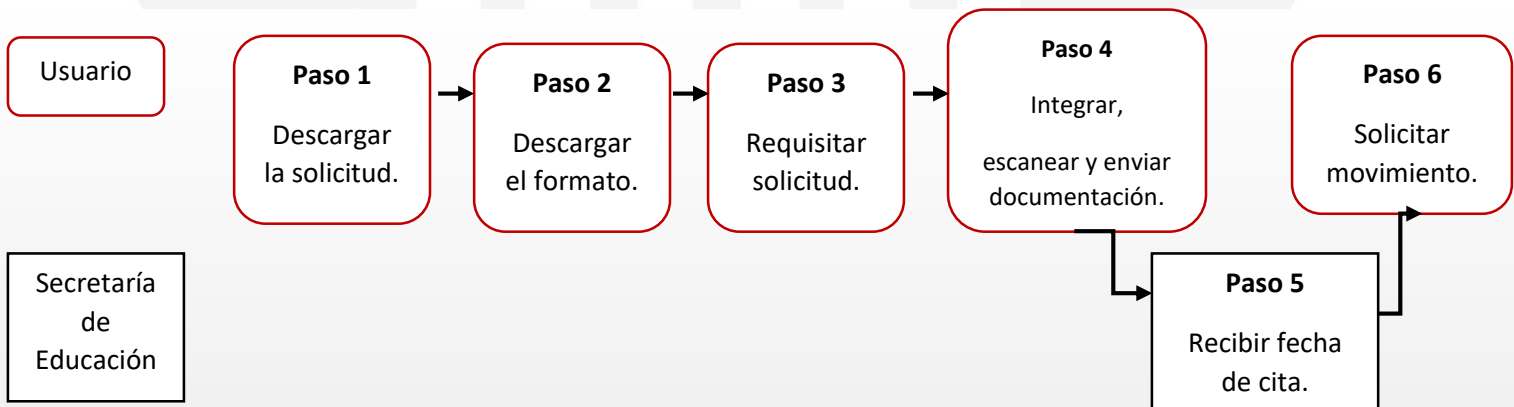 Usuario
Paso 1
Descargar
la solicitud.
Paso 2
Descargar
el formato.
Paso 3
Requisitar
solicitud.
Paso 4
Integrar,
escanear y enviar
documentación.
Paso 6
Solicitar
movimiento.
Secretaría
de
Educación
Paso 5
Recibir fecha
de cita.